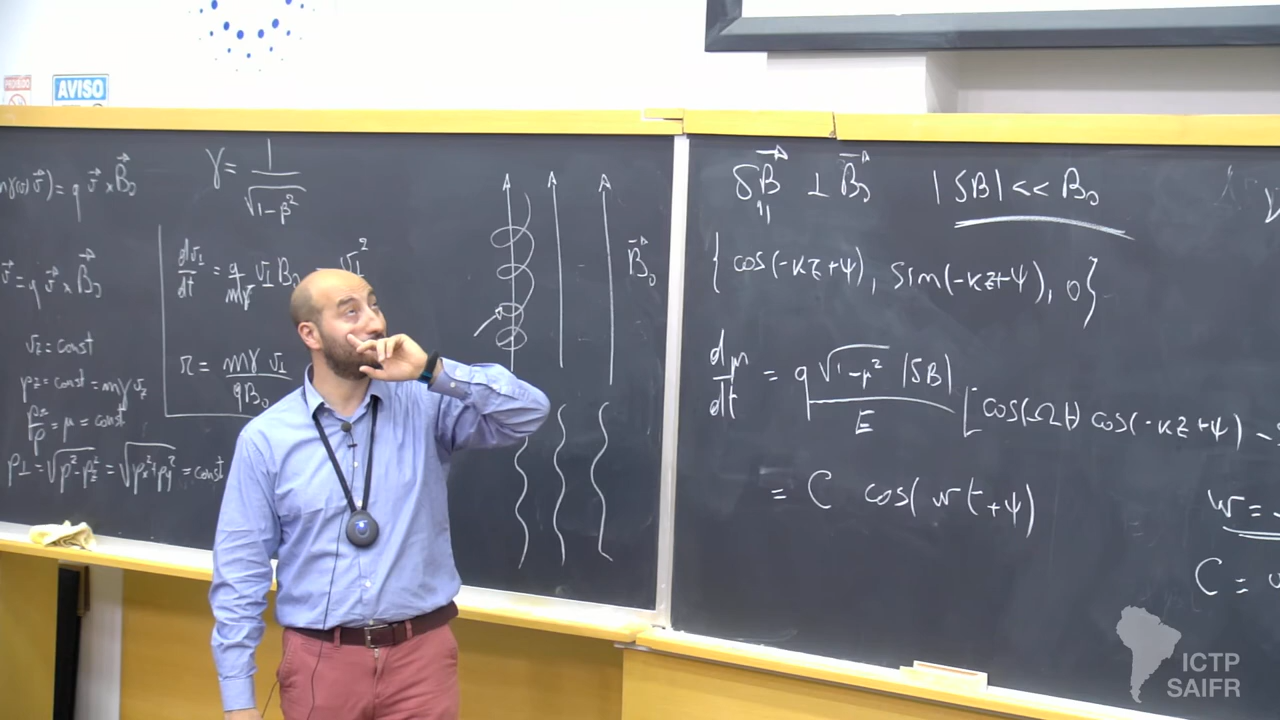 AVISO
mγ(v) v⃗) = q v⃗ × B⃗₀
γ = 1/√(1-β²)
v⃗ = q v⃗ × B⃗₀
dv⊥/dt = q/mγ v⊥ B₀ v⊥²
v_z = const
p_z = const = mγ v_z
p_z/p = μ = const
r = mγ v⊥ / qB₀
p⊥ = √(p²-p_z²) = √(p_x²+p_y²) = const
B⃗₀
δB⃗ ⊥ B⃗₀ |δB| << B₀
{cos(-kz+ψ), sin(-kz+ψ), 0}
dμ/dt = q √(1-μ²) |δB| / E [cos(Ωt) cos(-kz+ψ) -
= C cos(wt+ψ)
w =
C =
ICTP
SAIFR